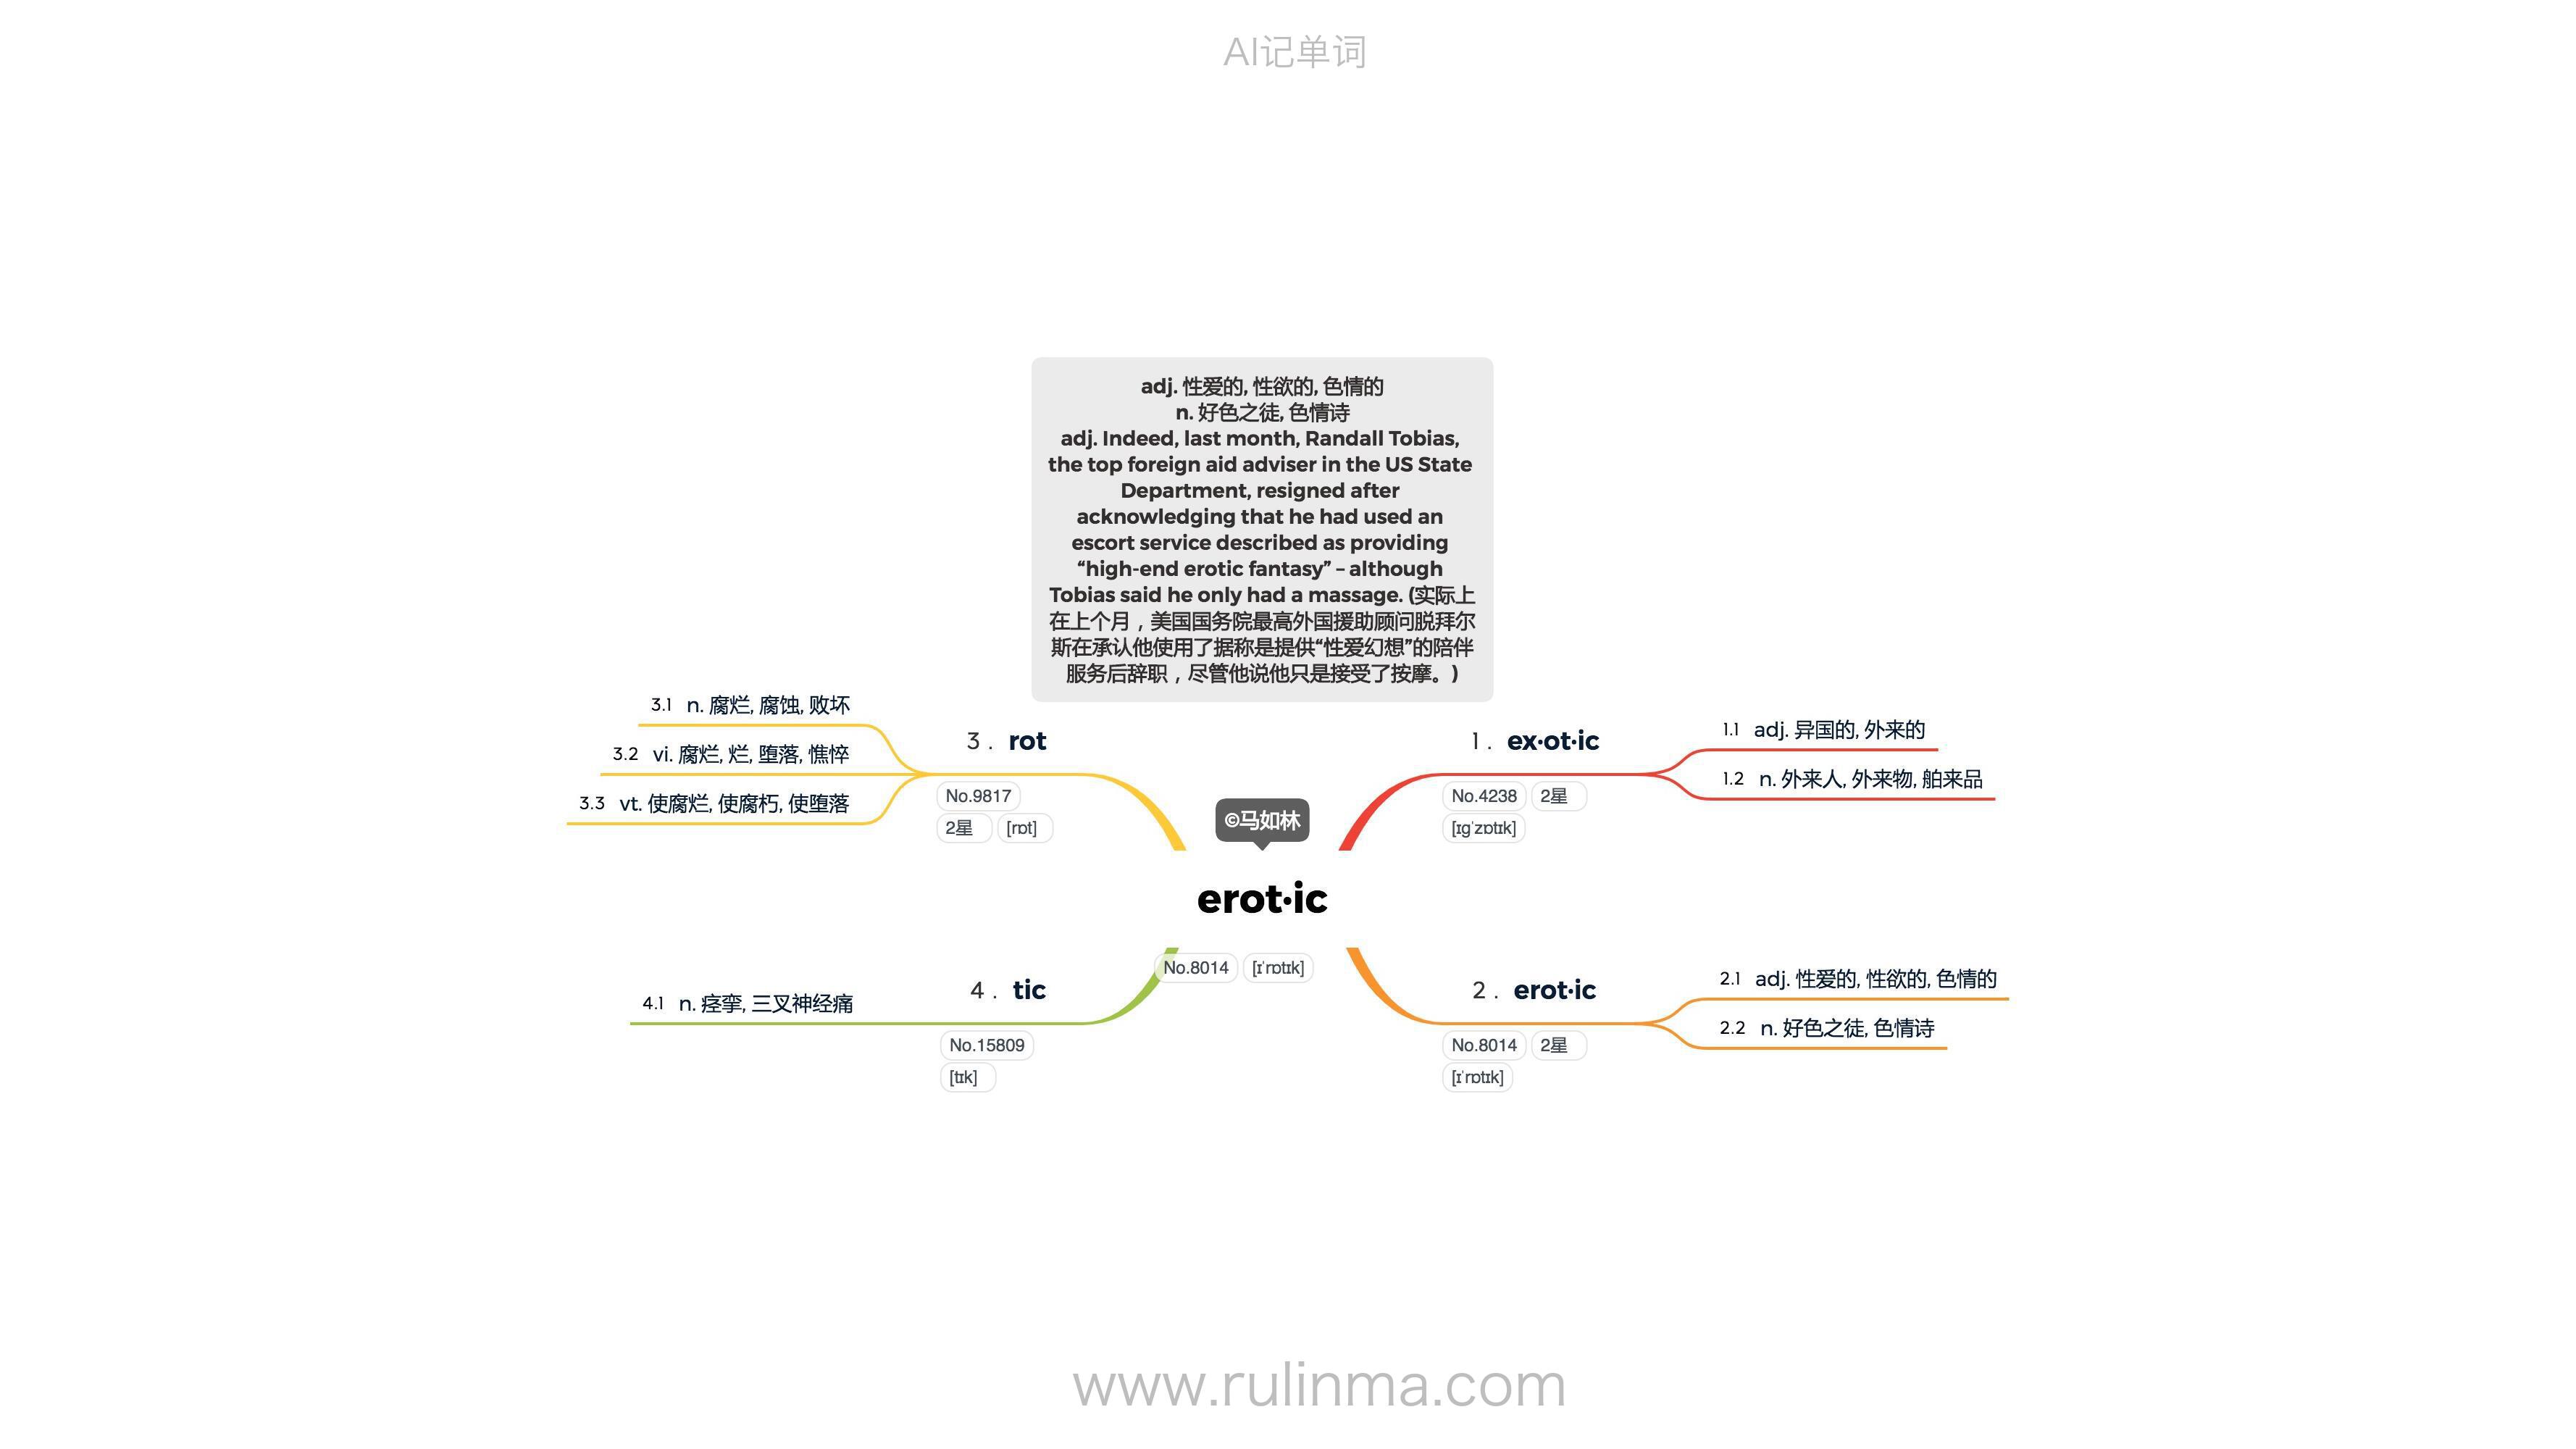 AI记单词
adj. 性爱的, 性欲的, 色情的
n. 好色之徒, 色情诗
adj. Indeed, last month, Randall Tobias,
the top foreign aid adviser in the US State
Department, resigned after
acknowledging that he had used an
escort service described as providing
“high-end erotic fantasy” – although
Tobias said he only had a massage. (实际上
在上个月，美国国务院最高外国援助顾问脱拜尔
斯在承认他使用了据称是提供“性爱幻想”的陪伴
服务后辞职，尽管他说他只是接受了按摩。)
©马如林
erot·ic
No.8014 [ɪˈrɒtɪk]
1. ex·ot·ic
No.4238 2星
[ɪgˈzɒtɪk]
1.1 adj. 异国的, 外来的
1.2 n. 外来人, 外来物, 舶来品
2. erot·ic
No.8014 2星
[ɪˈrɒtɪk]
2.1 adj. 性爱的, 性欲的, 色情的
2.2 n. 好色之徒, 色情诗
3. rot
No.9817
2星 [rɒt]
3.1 n. 腐烂, 腐蚀, 败坏
3.2 vi. 腐烂, 烂, 堕落, 憔悴
3.3 vt. 使腐烂, 使腐朽, 使堕落
4. tic
No.15809
[tɪk]
4.1 n. 痉挛, 三叉神经痛
www.rulinma.com